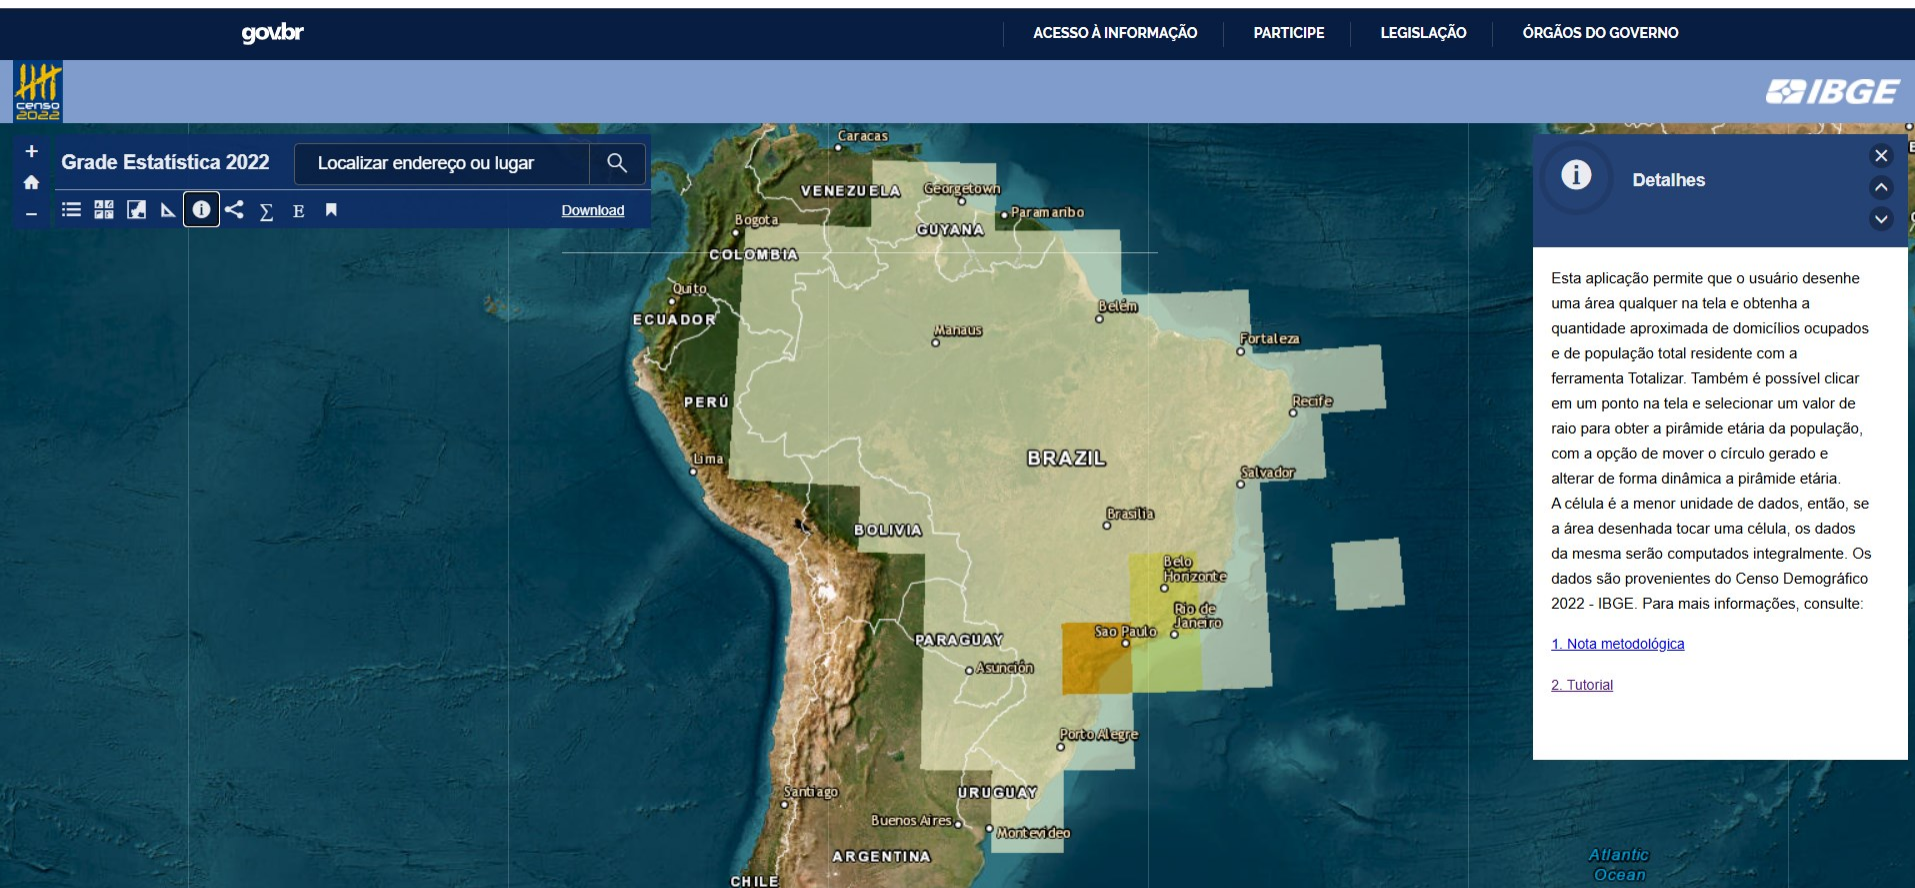 gov.br
ACESSO À INFORMAÇÃO
PARTICIPE
LEGISLAÇÃO
ÓRGÃOS DO GOVERNO
censo
2022
IBGE
Grade Estatística 2022
Localizar endereço ou lugar
Σ
E
Download
Detalhes
Esta aplicação permite que o usuário desenhe
uma área qualquer na tela e obtenha a
quantidade aproximada de domicílios ocupados
e de população total residente com a
ferramenta Totalizar. Também é possível clicar
em um ponto na tela e selecionar um valor de
raio para obter a pirâmide etária da população,
com a opção de mover o círculo gerado e
alterar de forma dinâmica a pirâmide etária.
A célula é a menor unidade de dados, então, se
a área desenhada tocar uma célula, os dados
da mesma serão computados integralmente. Os
dados são provenientes do Censo Demográfico
2022 - IBGE. Para mais informações, consulte:
1. Nota metodológica
2. Tutorial
Caracas
VENEZUELA
Georgetown
Paramaribo
Bogota
GUYANA
COLOMBIA
Quito
ECUADOR
Belém
Manaus
Fortaleza
PERÚ
Recife
Lima
BRAZIL
Salvador
Brasília
BOLIVIA
Belo
Horizonte
Rio de
Janeiro
Sao Paulo
PARAGUAY
Asunción
Porto Alegre
Santiago
URUGUAY
Buenos Aires
Montevideo
ARGENTINA
CHILE
Atlantic
Ocean